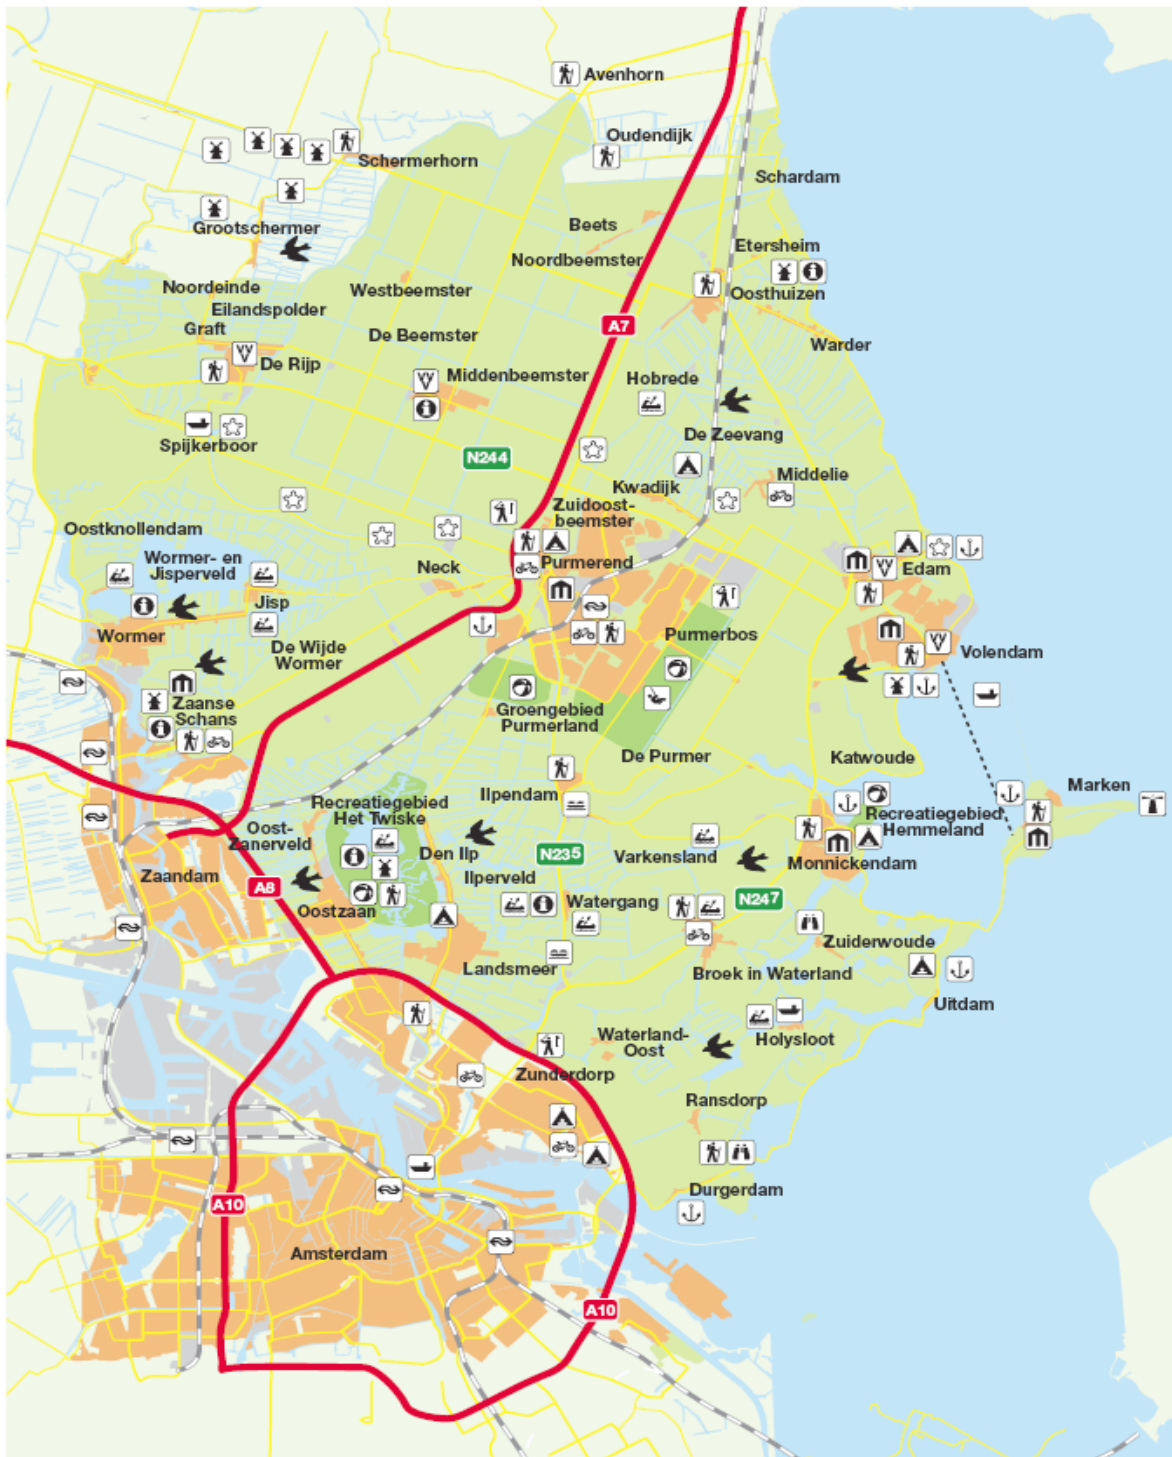 Avenhorn
Oudendijk
Schermerhorn
Schardam
Grootschermer
Beets
Etersheim
Noordbeemster
Noordeinde
Westbeemster
Oosthuizen
Eilandspolder
Graft
A7
De Beemster
Warder
De Rijp
Middenbeemster
Hobrede
De Zeevang
Spijkerboor
N244
Middelie
Kwadijk
Zuidoost-
beemster
Oostknollendam
Wormer- en
Jisperveld
Neck
Purmerend
Edam
Jisp
Wormer
De Wijde
Wormer
Purmerbos
Volendam
Zaanse
Schans
Groengebied
Purmerland
De Purmer
Katwoude
Ilpendam
Marken
Recreatiegebied
Het Twiske
Recreatiegebied
Hemmeland
Oost-
Zanerveld
Den Ilp
N235
Varkensland
Monnickendam
Zaandam
A8
Ilperveld
Oostzaan
Watergang
N247
Zuiderwoude
Landsmeer
Broek in Waterland
Uitdam
Waterland-
Oost
Holysloot
Zunderdorp
Ransdorp
Durgerdam
A10
Amsterdam
A10